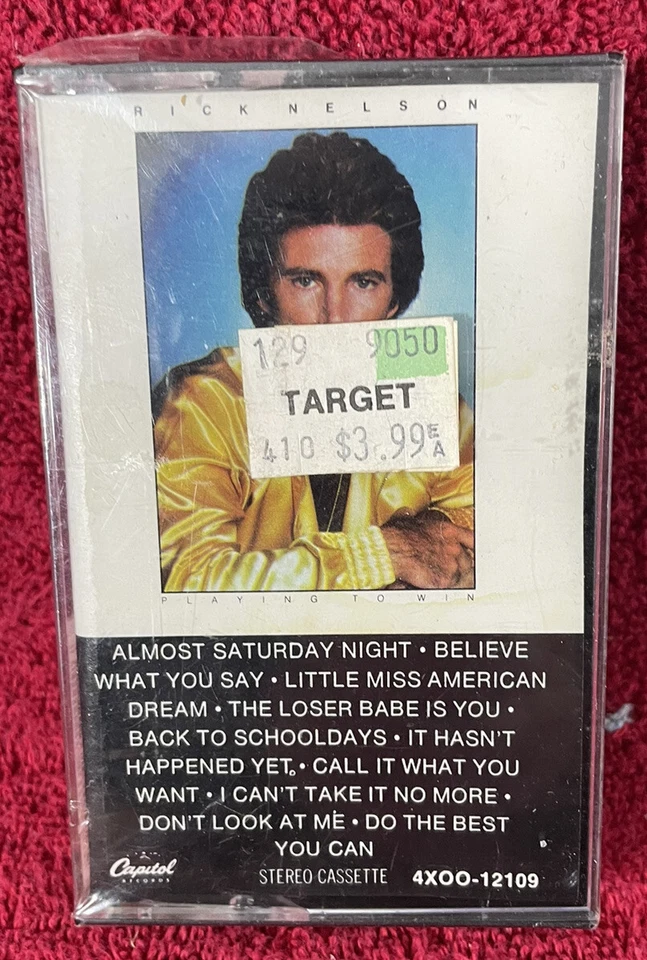 RICK NELSON
129 9050
TARGET
410 $3.99 EA
PLAYING TO WIN
ALMOST SATURDAY NIGHT • BELIEVE
WHAT YOU SAY • LITTLE MISS AMERICAN
DREAM • THE LOSER BABE IS YOU •
BACK TO SCHOOLDAYS • IT HASN'T
HAPPENED YET • CALL IT WHAT YOU
WANT • I CAN'T TAKE IT NO MORE •
DON'T LOOK AT ME • DO THE BEST
YOU CAN
Capitol
RECORDS
STEREO CASSETTE 4XOO-12109